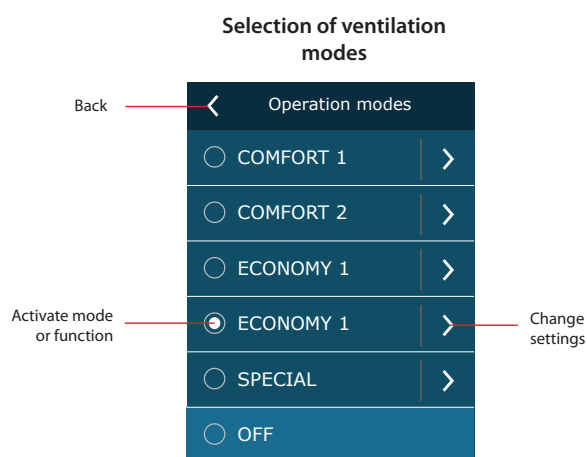 Selection of ventilation
modes
Back
Operation modes
COMFORT 1
COMFORT 2
ECONOMY 1
Activate mode
or function
ECONOMY 1
Change
settings
SPECIAL
OFF